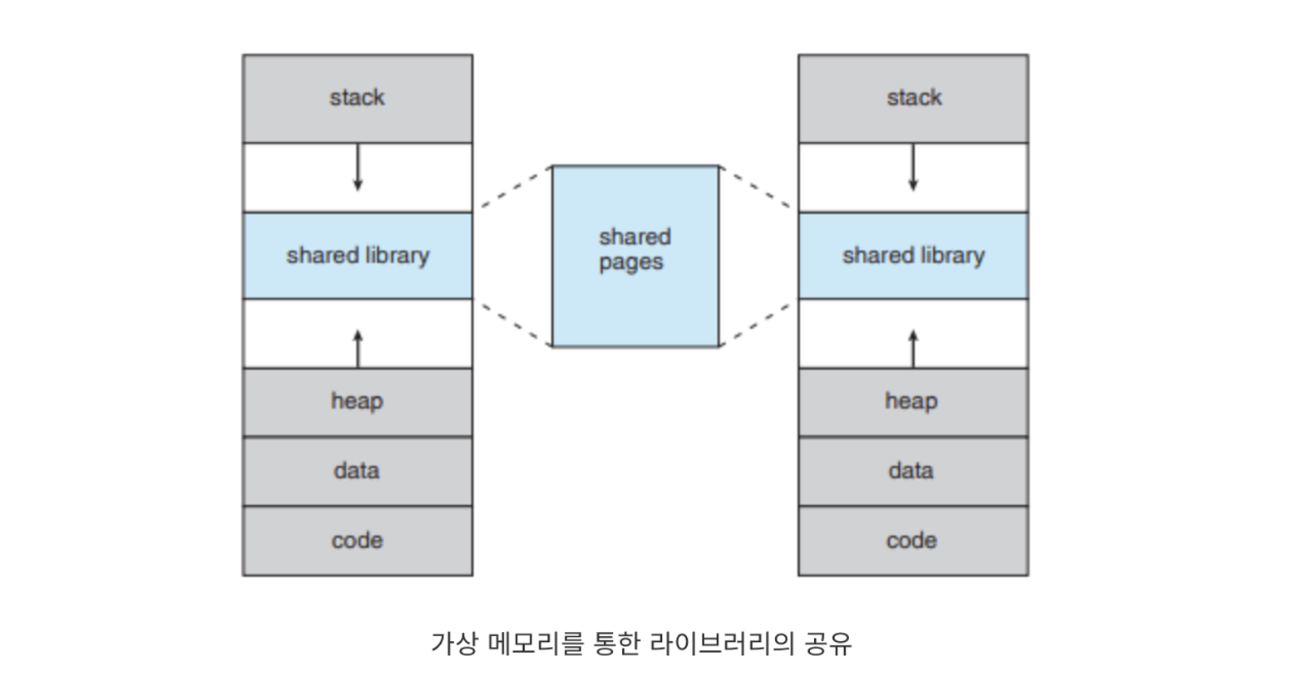 stack
shared library
heap
data
code
shared
pages
stack
shared library
heap
data
code
가상 메모리를 통한 라이브러리의 공유